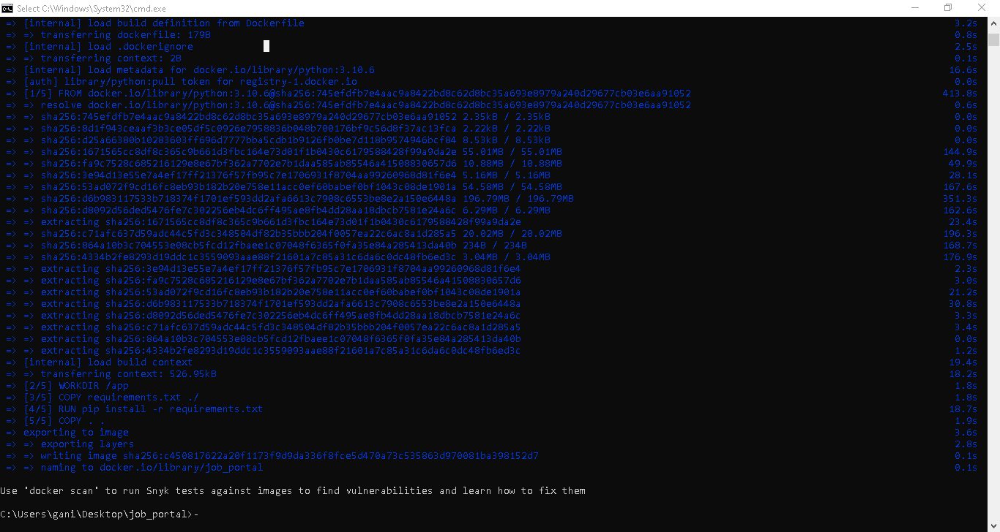 Select C:\Windows\System32\cmd.exe
=> [internal] load build definition from Dockerfile 3.2s
=> => transferring dockerfile: 179B 0.8s
=> [internal] load .dockerignore 2.5s
=> => transferring context: 2B 0.1s
=> [internal] load metadata for docker.io/library/python:3.10.6 16.6s
=> [auth] library/python:pull token for registry-1.docker.io 0.0s
=> [1/5] FROM docker.io/library/python:3.10.6@sha256:745efdfb7e4aac9a8422bd8c62d8bc35a693e8979a240d29677cb03e6aa91052 413.8s
=> => resolve docker.io/library/python:3.10.6@sha256:745efdfb7e4aac9a8422bd8c62d8bc35a693e8979a240d29677cb03e6aa91052 0.6s
=> => sha256:745efdfb7e4aac9a8422bd8c62d8bc35a693e8979a240d29677cb03e6aa91052 2.35kB / 2.35kB 0.0s
=> => sha256:8d1f943ceaaf3b3ce05df5c0926e7958836b048b700176bf9c56d8f37ac13fca 2.22kB / 2.22kB 0.0s
=> => sha256:d25a66380b10283603ff696d7777bba5cdb1b9126fb0be7d118b9574946bcf84 8.53kB / 8.53kB 0.0s
=> => sha256:1671565cc8df8c365c9b661d3fbc164e73d01f1b0430c6179588428f99a9da2e 55.01MB / 55.01MB 144.9s
=> => sha256:fa9c7528c685216129e8e67bf362a7702e7b1daa585ab85546a41508830657d6 10.88MB / 10.88MB 49.9s
=> => sha256:3e94d13e55e7a4ef17ff21376f57fb95c7e1706931f8704aa99260968d81f6e4 5.16MB / 5.16MB 28.1s
=> => sha256:53ad072f9cd16fc8eb93b182b20e758e11acc0ef60babef0bf1043c08de1901a 54.58MB / 54.58MB 167.6s
=> => sha256:d6b983117533b718374f1701ef593dd2afa6613c7908c6553be8e2a150e6448a 196.79MB / 196.79MB 351.3s
=> => sha256:d8092d56ded5476fe7c302256eb4dc6ff495ae8fb4dd28aa18dbcb7581e24a6c 6.29MB / 6.29MB 162.6s
=> => extracting sha256:1671565cc8df8c365c9b661d3fbc164e73d01f1b0430c6179588428f99a9da2e 23.4s
=> => sha256:c71afc637d59adc44c5fd3c348504df82b35bbb204f0057ea22c6ac8a1d285a5 20.02MB / 20.02MB 196.3s
=> => sha256:864a10b3c704553e08cb5fcd12fbaee1c07048f6365f0fa35e84a285413da40b 234B / 234B 168.7s
=> => sha256:4334b2fe8293d19ddc1c3559093aae88f21601a7c85a31c6da6c0dc48fb6ed3c 3.04MB / 3.04MB 176.9s
=> => extracting sha256:3e94d13e55e7a4ef17ff21376f57fb95c7e1706931f8704aa99260968d81f6e4 2.3s
=> => extracting sha256:fa9c7528c685216129e8e67bf362a7702e7b1daa585ab85546a41508830657d6 3.0s
=> => extracting sha256:53ad072f9cd16fc8eb93b182b20e758e11acc0ef60babef0bf1043c08de1901a 21.2s
=> => extracting sha256:d6b983117533b718374f1701ef593dd2afa6613c7908c6553be8e2a150e6448a 30.8s
=> => extracting sha256:d8092d56ded5476fe7c302256eb4dc6ff495ae8fb4dd28aa18dbcb7581e24a6c 3.3s
=> => extracting sha256:c71afc637d59adc44c5fd3c348504df82b35bbb204f0057ea22c6ac8a1d285a5 3.4s
=> => extracting sha256:864a10b3c704553e08cb5fcd12fbaee1c07048f6365f0fa35e84a285413da40b 0.0s
=> => extracting sha256:4334b2fe8293d19ddc1c3559093aae88f21601a7c85a31c6da6c0dc48fb6ed3c 1.2s
=> [internal] load build context 19.4s
=> => transferring context: 526.95kB 18.2s
=> [2/5] WORKDIR /app 1.8s
=> [3/5] COPY requirements.txt ./ 1.8s
=> [4/5] RUN pip install -r requirements.txt 18.7s
=> [5/5] COPY . . 1.9s
=> exporting to image 3.6s
=> => exporting layers 2.8s
=> => writing image sha256:c450817622a20f1173f9d9da336f8fce5d470a73c535863d970081ba398152d7 0.1s
=> => naming to docker.io/library/job_portal 0.1s
Use 'docker scan' to run Snyk tests against images to find vulnerabilities and learn how to fix them
C:\Users\gani\Desktop\job_portal>-